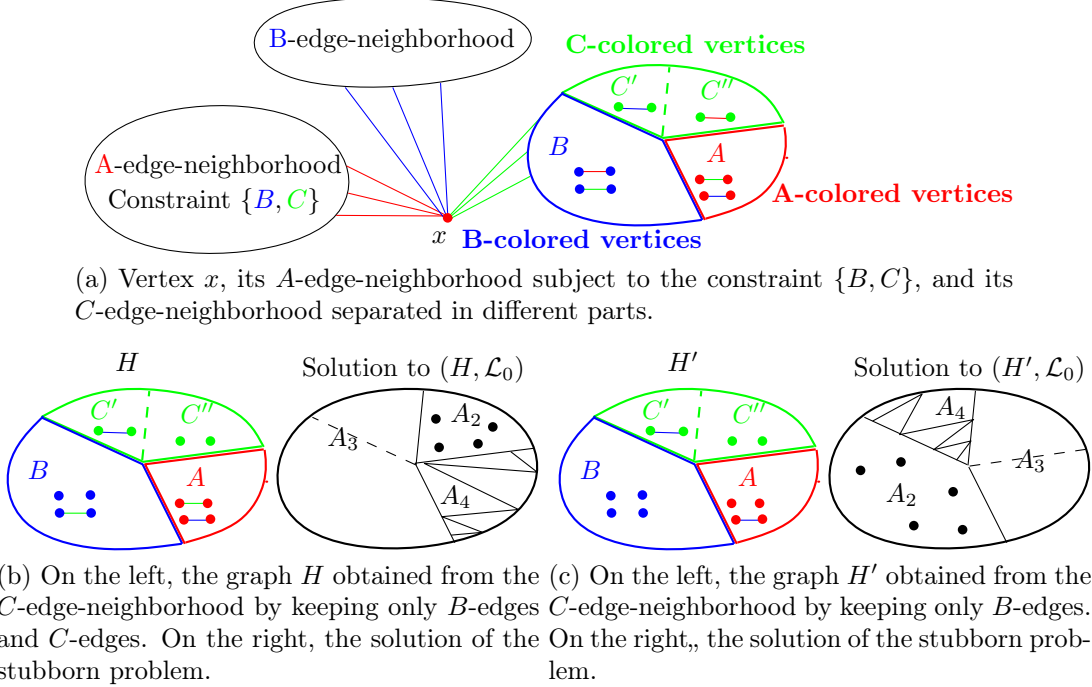 B-edge-neighborhood
C-colored vertices
C′ C″
A-edge-neighborhood
Constraint {B, C}
B
A
A-colored vertices
x
B-colored vertices
(a) Vertex x, its A-edge-neighborhood subject to the constraint {B, C}, and its
C-edge-neighborhood separated in different parts.
H
Solution to (H, ℒ₀)
C′ C″
B
A
A₂
A₃
A₄
(b) On the left, the graph H obtained from the
C-edge-neighborhood by keeping only B-edges
and C-edges. On the right, the solution of the
stubborn problem.
H′
Solution to (H′, ℒ₀)
C′ C″
B
A
A₄
A₃
A₂
(c) On the left, the graph H′ obtained from the
C-edge-neighborhood by keeping only B-edges.
On the right,, the solution of the stubborn prob-
lem.